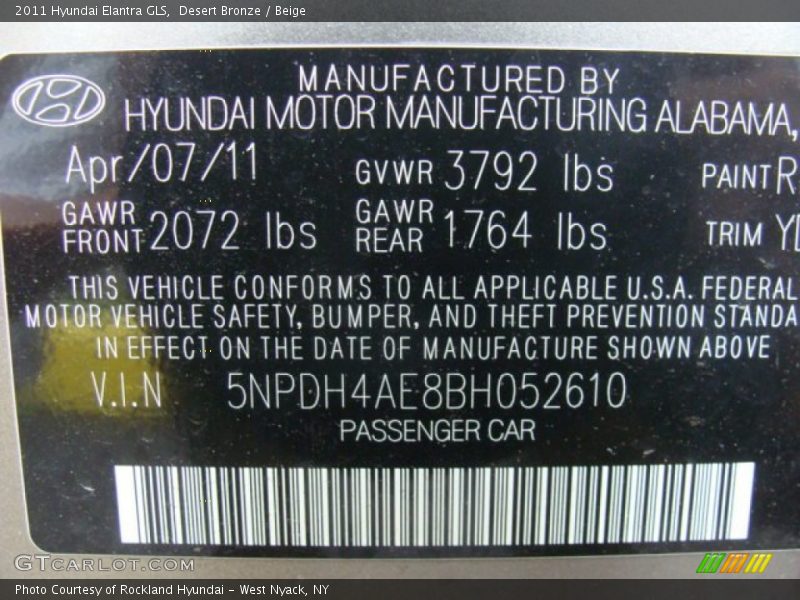 2011 Hyundai Elantra GLS,  Desert Bronze / Beige
MANUFACTURED BY
HYUNDAI MOTOR MANUFACTURING ALABAMA,
Apr/07/11 GVWR 3792 lbs PAINT R
GAWR FRONT 2072 lbs GAWR REAR 1764 lbs TRIM Y
THIS VEHICLE CONFORMS TO ALL APPLICABLE U.S.A. FEDERAL
MOTOR VEHICLE SAFETY, BUMPER, AND THEFT PREVENTION STANDA
IN EFFECT ON THE DATE OF MANUFACTURE SHOWN ABOVE
V.I.N 5NPDH4AE8BH052610
PASSENGER CAR
GTCARLOT.COM
Photo Courtesy of Rockland Hyundai - West Nyack, NY